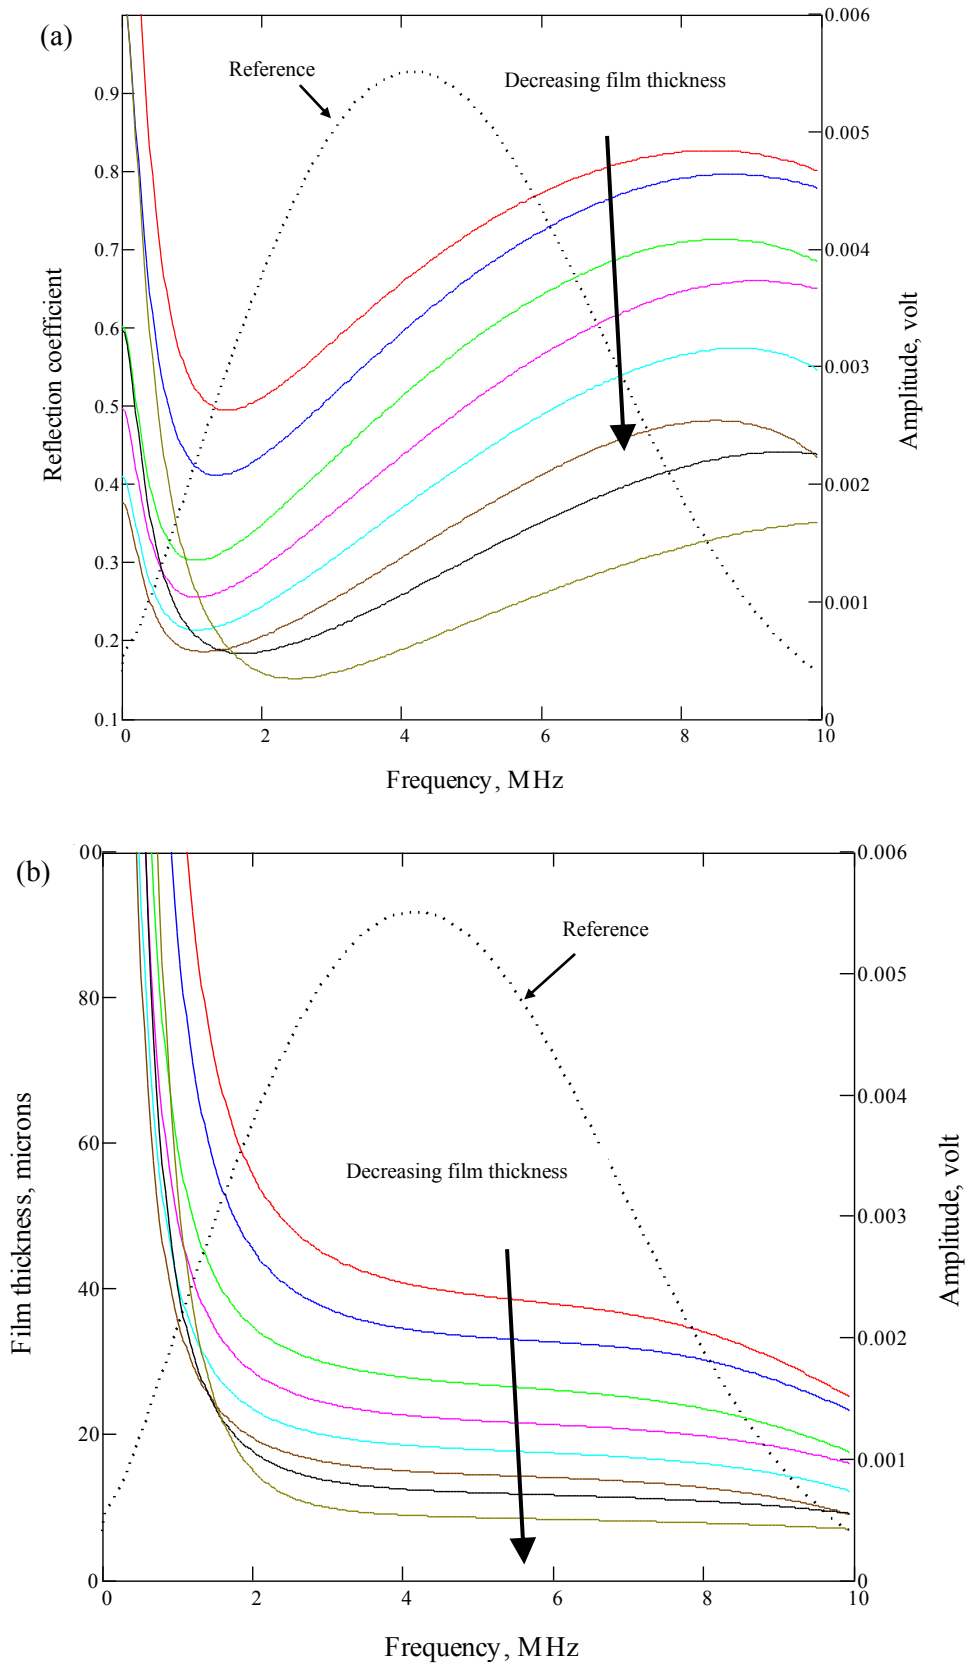 (a)
Reference
Decreasing film thickness
0.9
0.8
0.7
0.6
0.5
0.4
0.3
0.2
0.1
Reflection coefficient
0.006
0.005
0.004
0.003
0.002
0.001
0
Amplitude, volt
0 2 4 6 8 10
Frequency, MHz
(b)
Reference
Decreasing film thickness
00
80
60
40
20
0
Film thickness, microns
0.006
0.005
0.004
0.003
0.002
0.001
0
Amplitude, volt
0 2 4 6 8 10
Frequency, MHz